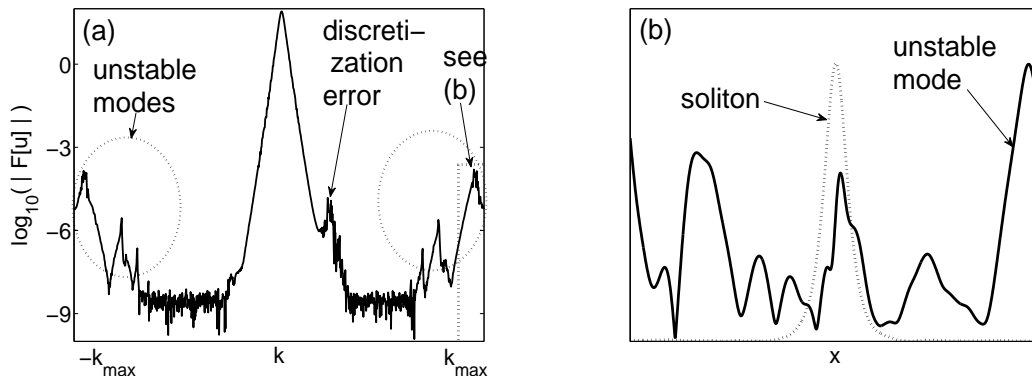 (a)
unstable
modes
discreti−
zation
error
see
(b)
0
−3
−6
−9
log10(| F[u] |)
−kmax
k
kmax
(b)
soliton
unstable
mode
x